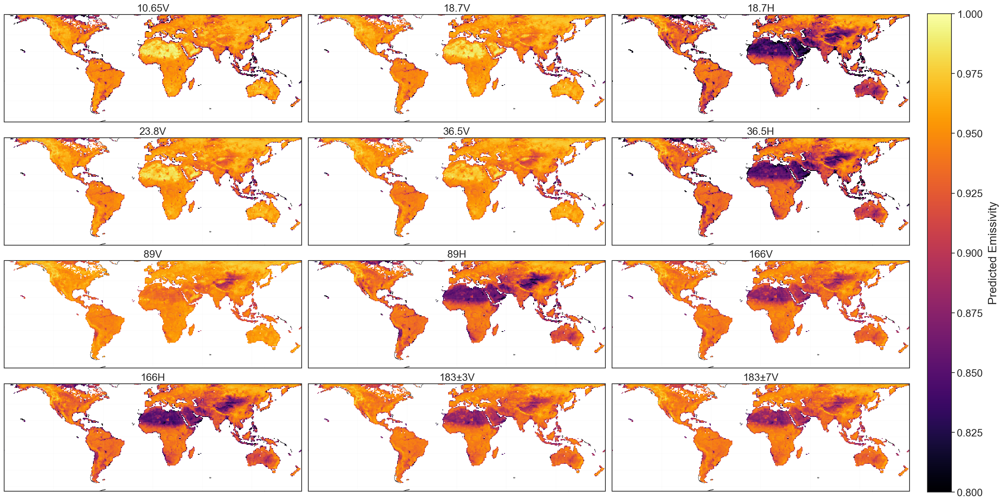 10.65V
18.7V
18.7H
23.8V
36.5V
36.5H
89V
89H
166V
166H
183±3V
183±7V
1.000
0.975
0.950
0.925
0.900
0.875
0.850
0.825
0.800
Predicted Emissivity